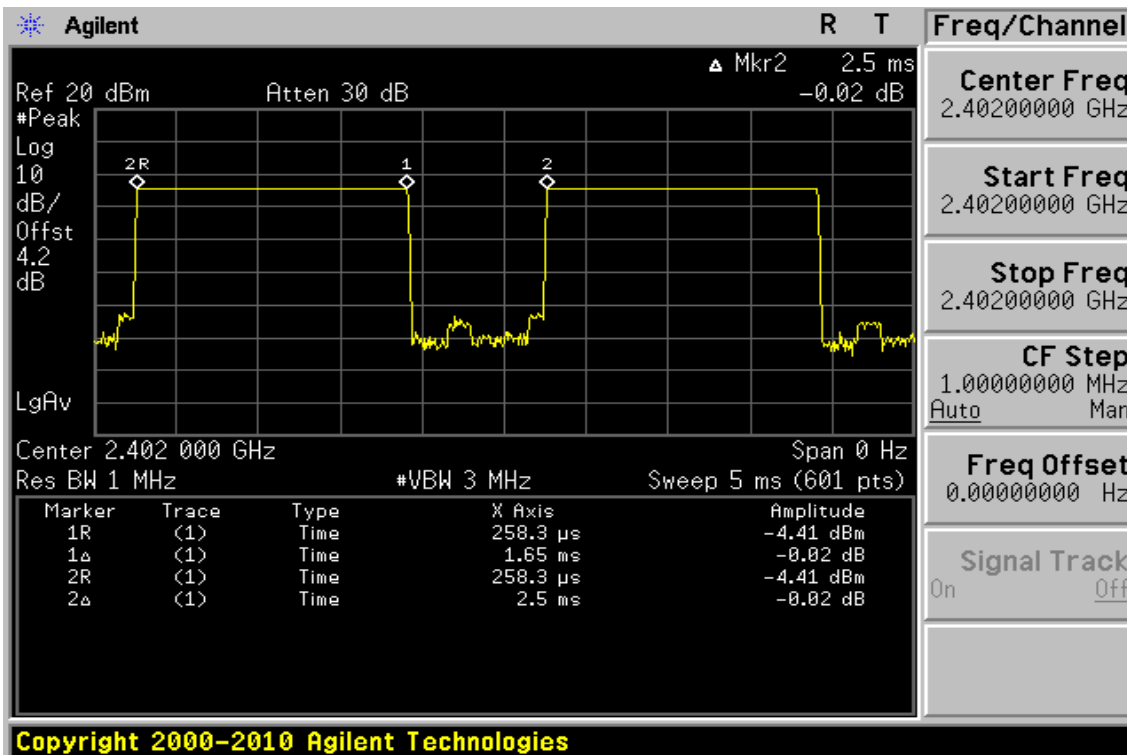 Agilent R T
Δ Mkr2 2.5 ms
Ref 20 dBm Atten 30 dB -0.02 dB
#Peak
Log
10
dB/
Offst
4.2
dB
LgAv
2R 1 2
Center 2.402 000 GHz Span 0 Hz
Res BW 1 MHz #VBW 3 MHz Sweep 5 ms (601 pts)
Marker Trace Type X Axis Amplitude
1R (1) Time 258.3 µs -4.41 dBm
1Δ (1) Time 1.65 ms -0.02 dB
2R (1) Time 258.3 µs -4.41 dBm
2Δ (1) Time 2.5 ms -0.02 dB
Freq/Channel
Center Freq
2.40200000 GHz
Start Freq
2.40200000 GHz
Stop Freq
2.40200000 GHz
CF Step
1.00000000 MHz
Auto Man
Freq Offset
0.00000000 Hz
Signal Track
On Off
Copyright 2000-2010 Agilent Technologies